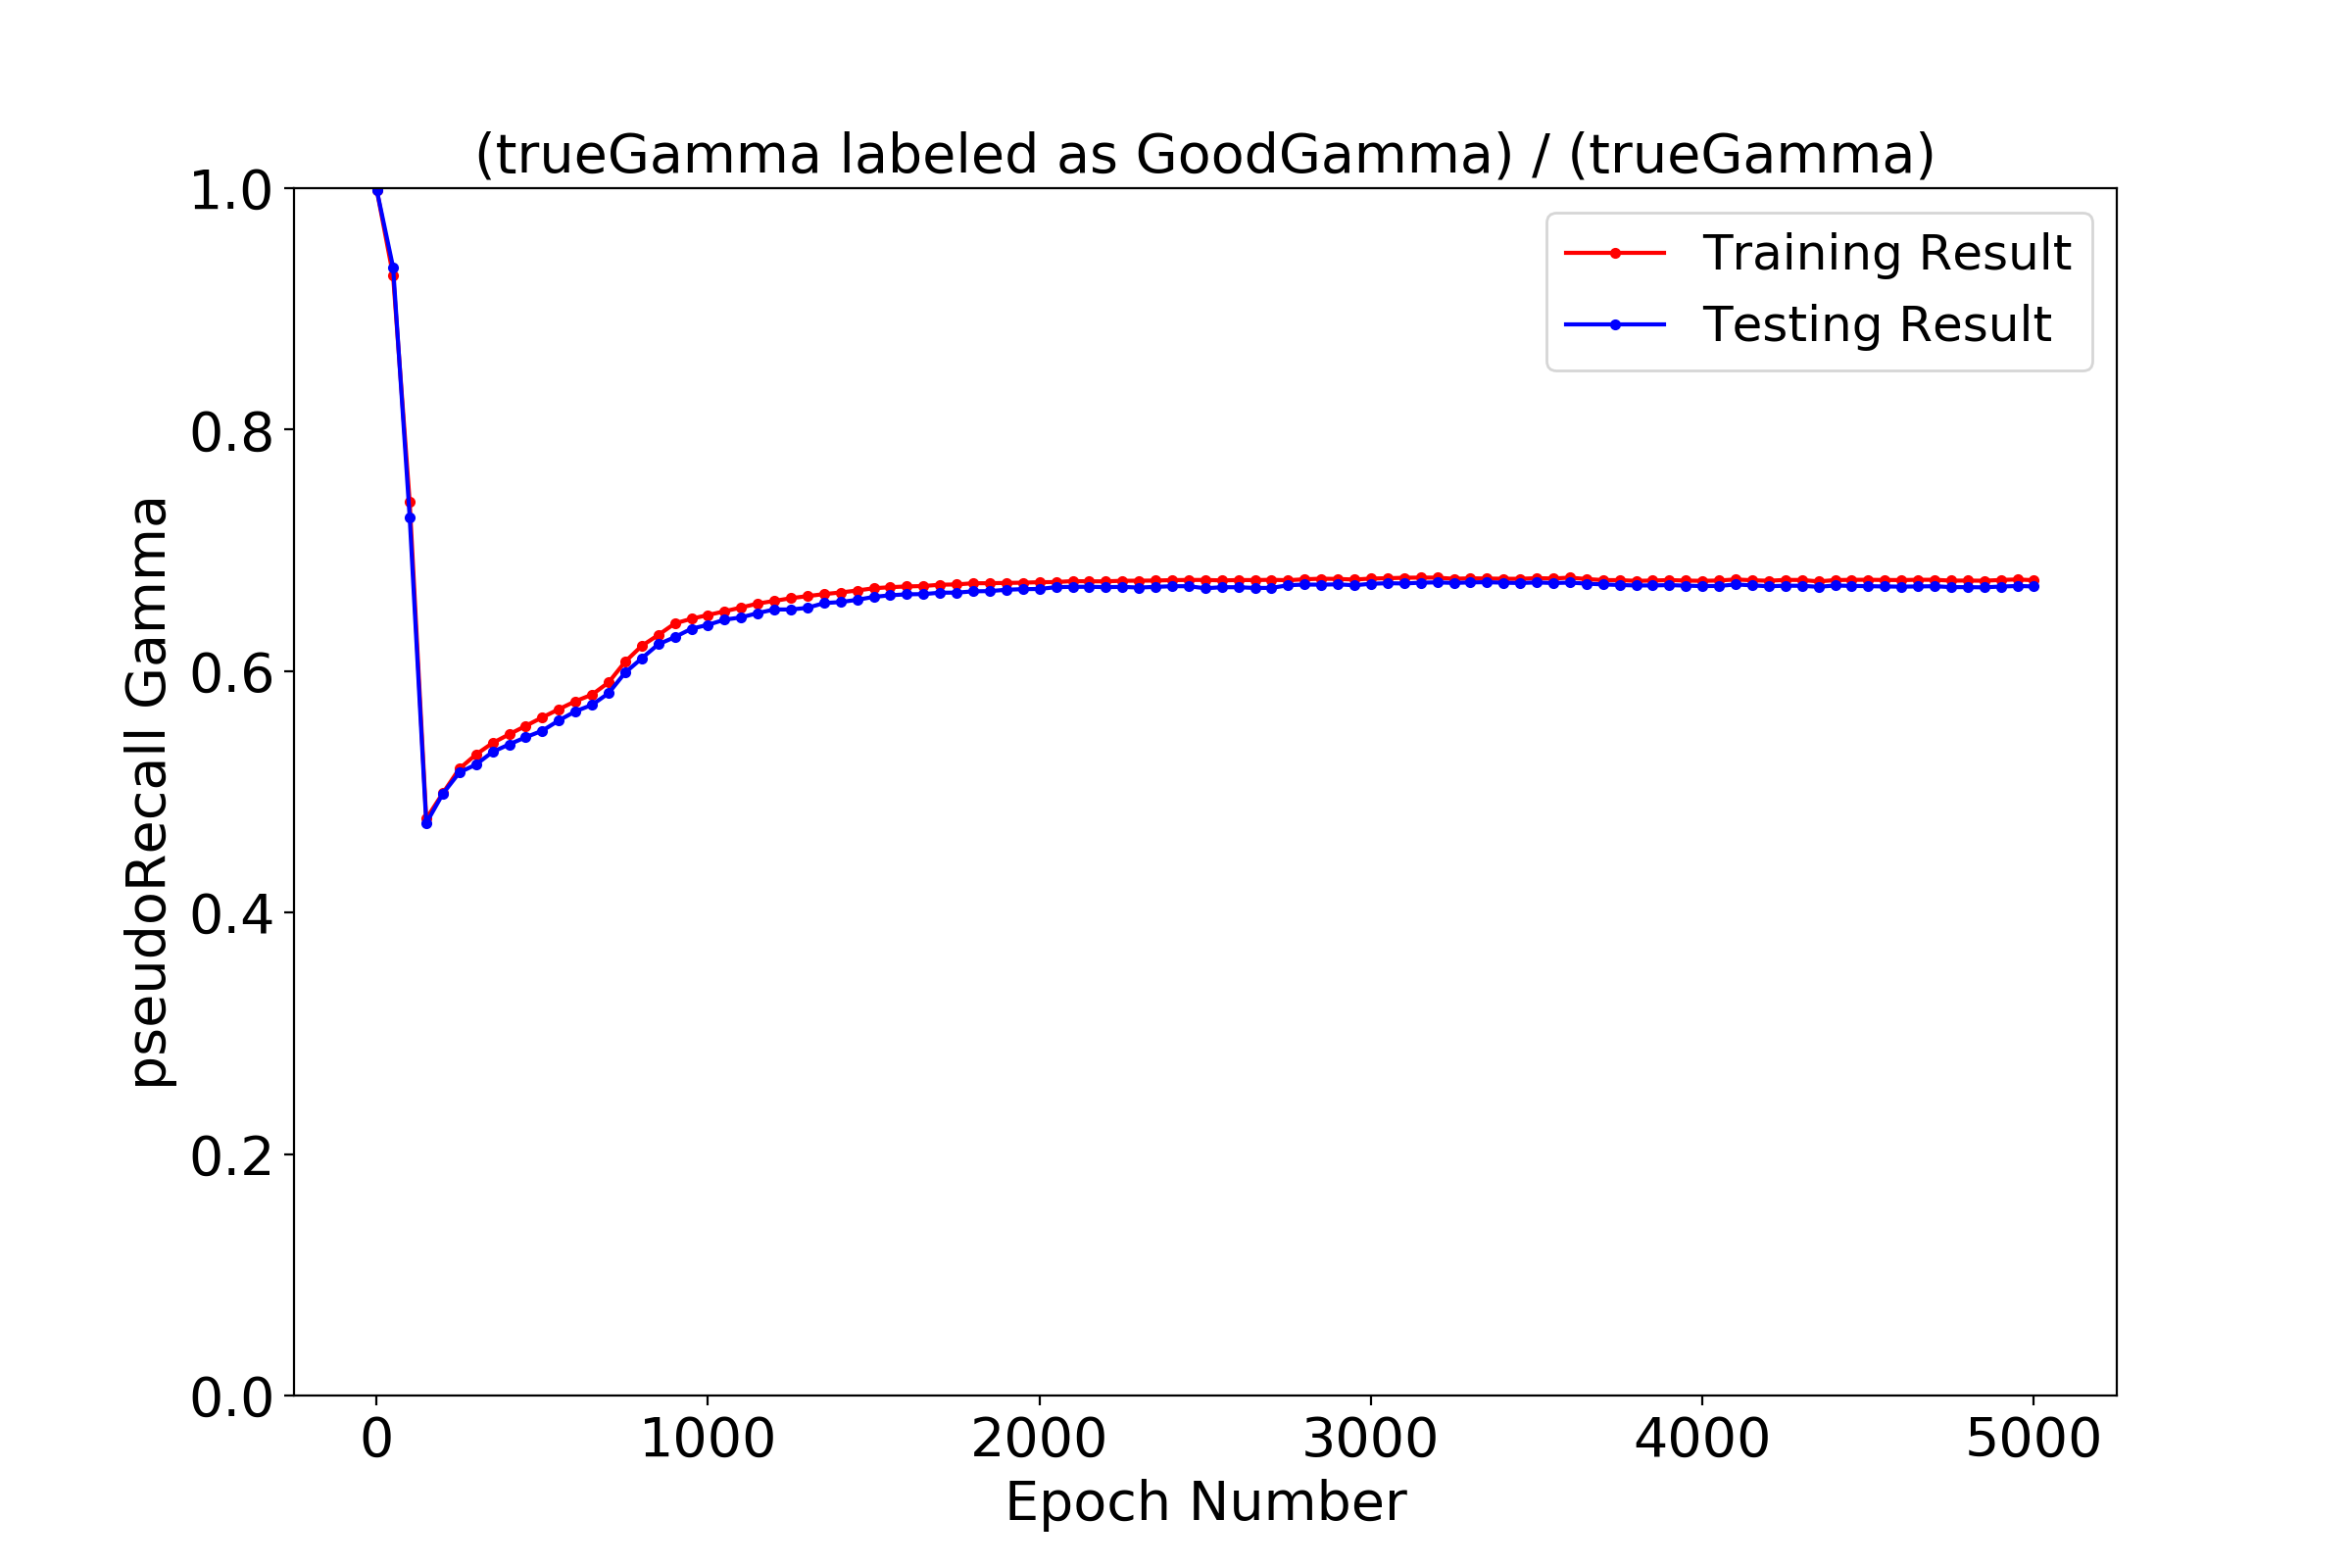 (trueGamma labeled as GoodGamma) / (trueGamma)
1.0
0.8
0.6
0.4
0.2
0.0
pseudoRecall Gamma
Training Result
Testing Result
0 1000 2000 3000 4000 5000
Epoch Number